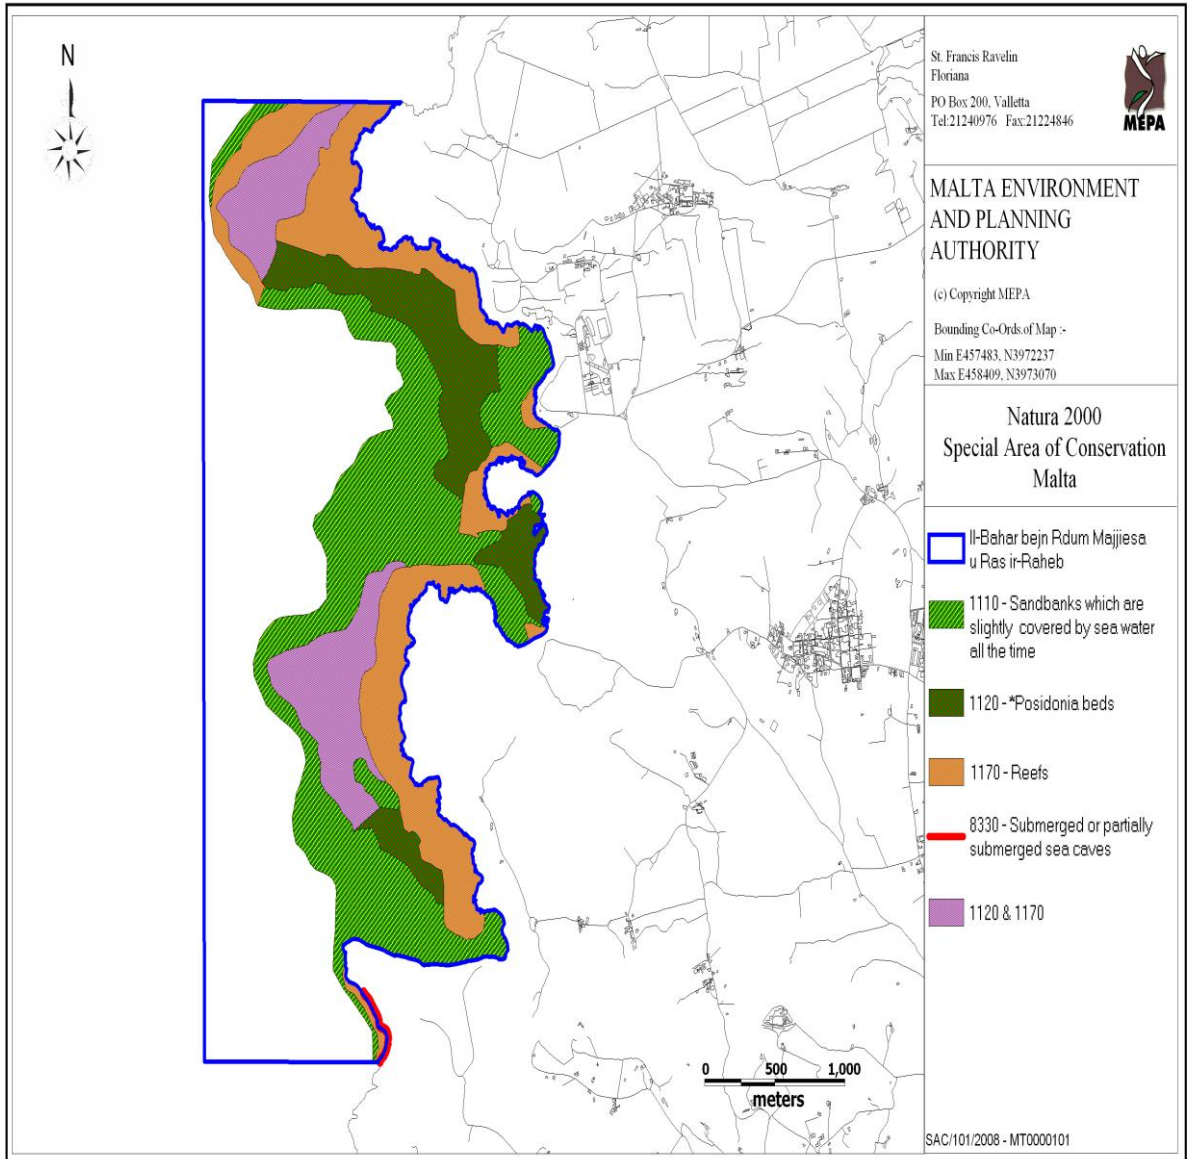 N
St. Francis Ravelin
Floriana
PO Box 200, Valletta
Tel:21240976 Fax:21224846
MEPA
MALTA ENVIRONMENT
AND PLANNING
AUTHORITY
(c) Copyright MEPA
Bounding Co-Ords.of Map :-
Min E457483, N3972237
Max E458409, N3973070
Natura 2000
Special Area of Conservation
Malta
Il-Bahar bejn Rdum Majjiesa
u Ras ir-Raheb
1110 - Sandbanks which are
slightly covered by sea water
all the time
1120 - *Posidonia beds
1170 - Reefs
8330 - Submerged or partially
submerged sea caves
1120 & 1170
0 500 1,000
meters
SAC/101/2008 - MT0000101